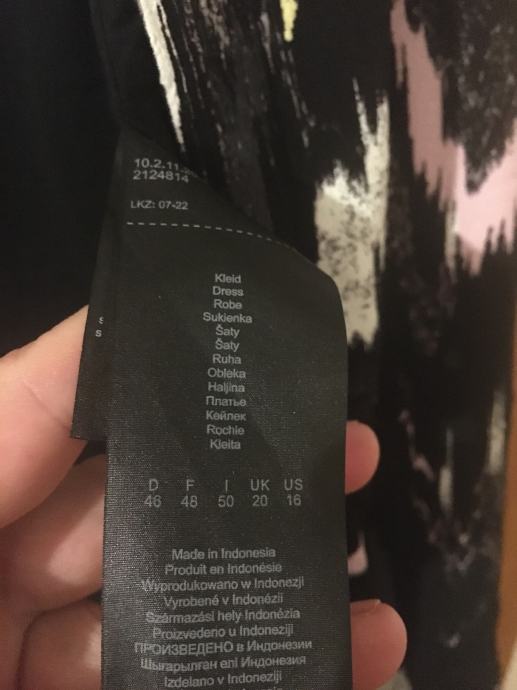 10.2.11
2124814
LKZ: 07-22
Kleid
Dress
Robe
Sukienka
Šaty
Šaty
Ruha
Obleka
Haljina
Платье
Көйлек
Rochie
Kleita
D F I UK US
46 48 50 20 16
Made in Indonesia
Produit en Indonésie
Wyprodukowano w Indonezji
Vyrobené v Indonézii
Származási hely Indonézia
Proizvedeno u Indoneziji
ПРОИЗВЕДЕНО в Индонезии
Шығарылған елі Индонезия
Izdelano v Indoneziji